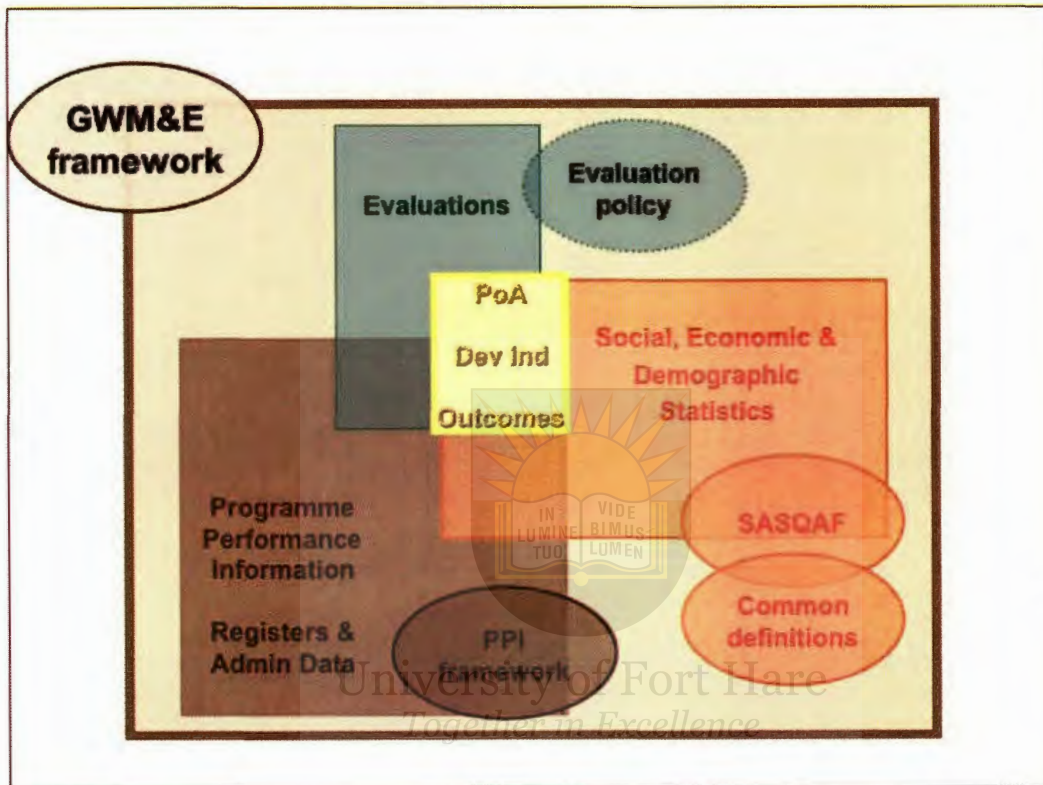 GWM&E
framework
Evaluations
Evaluation
policy
PoA
Dev Ind
Outcomes
Social, Economic &
Demographic
Statistics
Programme
Performance
Information
Registers &
Admin Data
PPI
framework
SASQAF
Common
definitions
IN
LUMINE
TUO
VIDE
BIMUS
LUMEN
University of Fort Hare
Together in Excellence